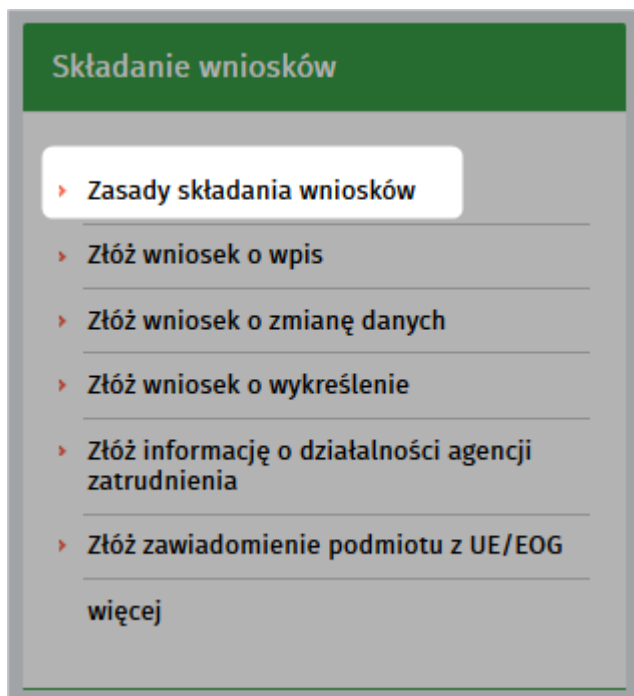 Składanie wniosków
Zasady składania wniosków
Złóż wniosek o wpis
Złóż wniosek o zmianę danych
Złóż wniosek o wykreślenie
Złóż informację o działalności agencji
zatrudnienia
Złóż zawiadomienie podmiotu z UE/EOG
więcej